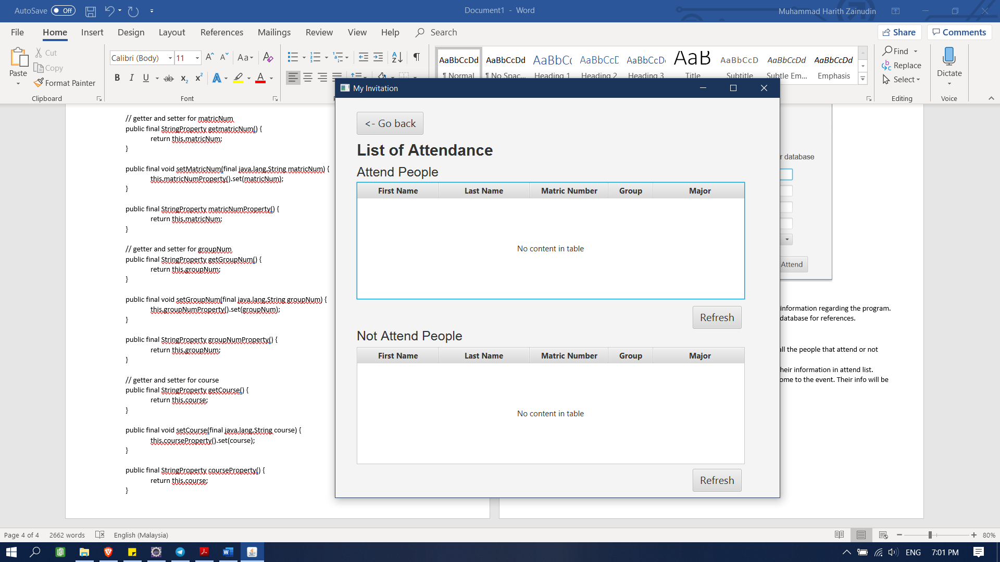 AutoSave Off Document1 - Word Muhammad Harith Zainudin
File Home Insert Design Layout References Mailings Review View Help Search Share Comments
Paste Cut
Copy
Format Painter
Clipboard
Calibri (Body) 11
Font
AaBbCcDd AaBbCcDd AaBbCc AaBbCcD AaBbCcDd AaB AaBbCcD AaBbCcDd AaBbCcDd
¶ Normal ¶ No Spac... Heading 1 Heading 2 Heading 3 Title Subtitle Subtle Em... Emphasis
Find
Replace
Select
Editing
Dictate
Voice
// getter and setter for matricNum
public final StringProperty getmatricNum() {
return this.matricNum;
}
public final void setMatricNum(final java.lang.String matricNum) {
this.matricNumProperty().set(matricNum);
}
public final StringProperty matricNumProperty() {
return this.matricNum;
}
// getter and setter for groupNum
public final StringProperty getGroupNum() {
return this.groupNum;
}
public final void setGroupNum(final java.lang.String groupNum) {
this.groupNumProperty().set(groupNum);
}
public final StringProperty groupNumProperty() {
return this.groupNum;
}
// getter and setter for course
public final StringProperty getCourse() {
return this.course;
}
public final void setCourse(final java.lang.String course) {
this.courseProperty().set(course);
}
public final StringProperty courseProperty() {
return this.course;
}
My Invitation
<- Go back
List of Attendance
Attend People
First Name Last Name Matric Number Group Major
No content in table
Refresh
Not Attend People
First Name Last Name Matric Number Group Major
No content in table
Refresh
database
Attend
information regarding the program.
database for references.
the people that attend or not
information in attend list.
to the event. Their info will be
Page 4 of 4 2662 words English (Malaysia) 80%
ENG 7:01 PM